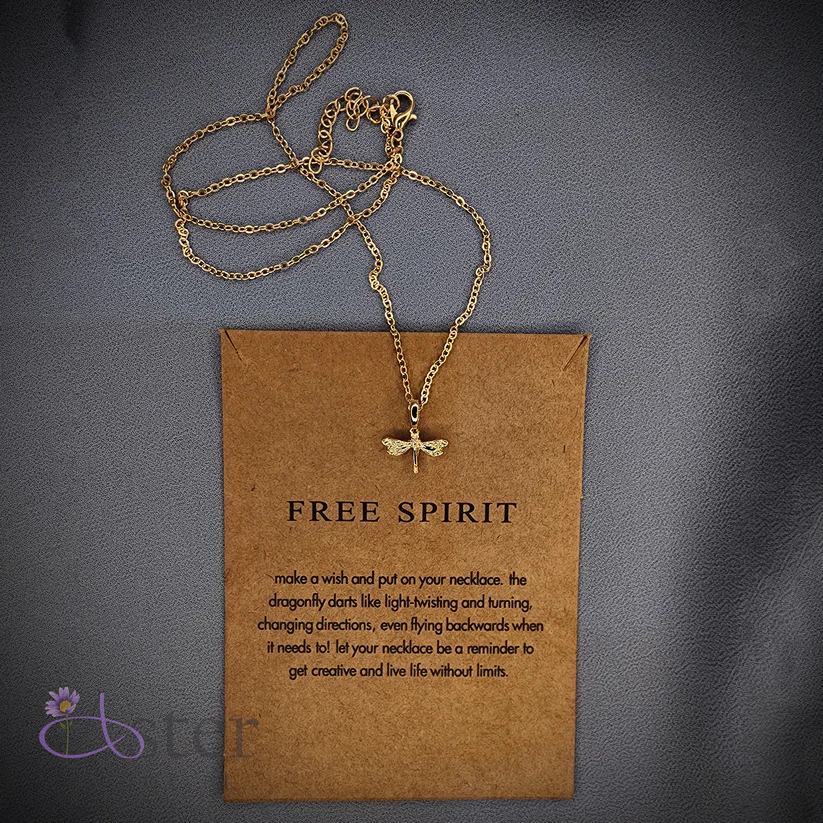 FREE SPIRIT
make a wish and put on your necklace. the
dragonfly darts like light-twisting and turning,
changing directions, even flying backwards when
it needs to! let your necklace be a reminder to
get creative and live life without limits.
Aster